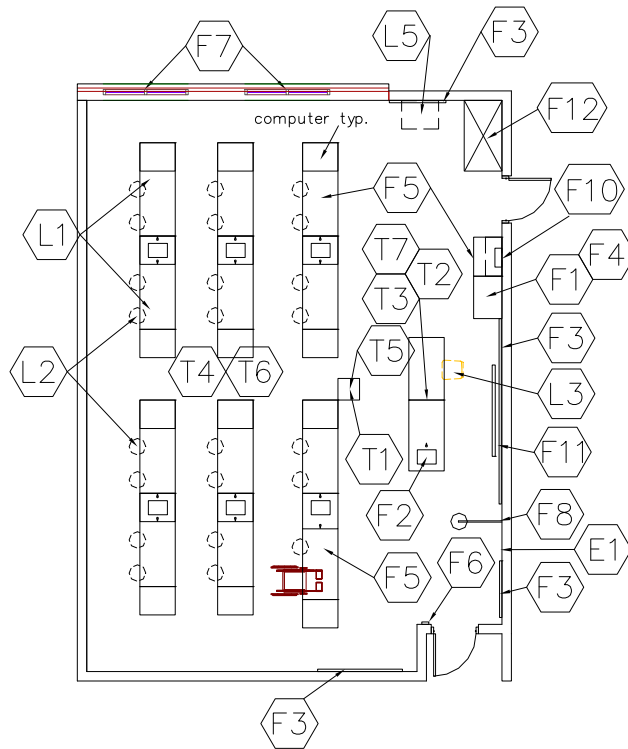 F7
L5
F3
computer typ.
F12
F5
F10
L1
T7
T2
F4
F1
T3
F3
T5
L2
T4
T6
L3
T1
F11
F2
F8
E1
F6
F5
F3
F3